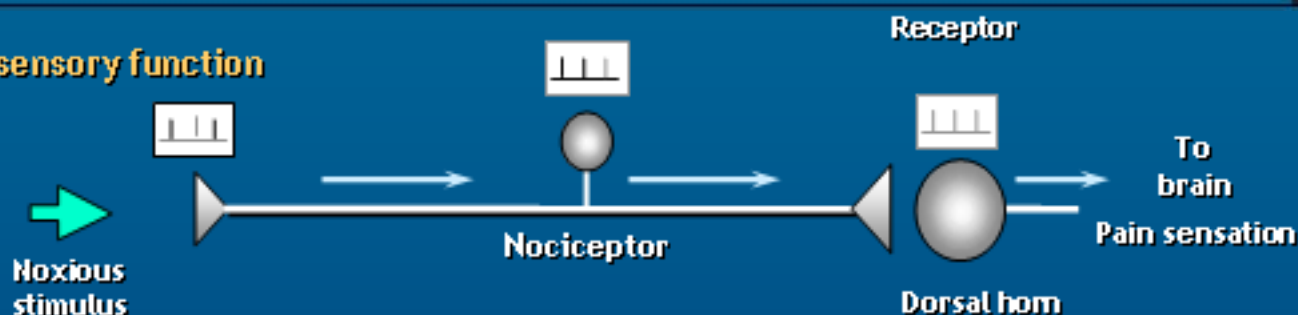 Receptor
sensory function
To
brain
Pain sensation
Nociceptor
Noxious
stimulus
Dorsal horn